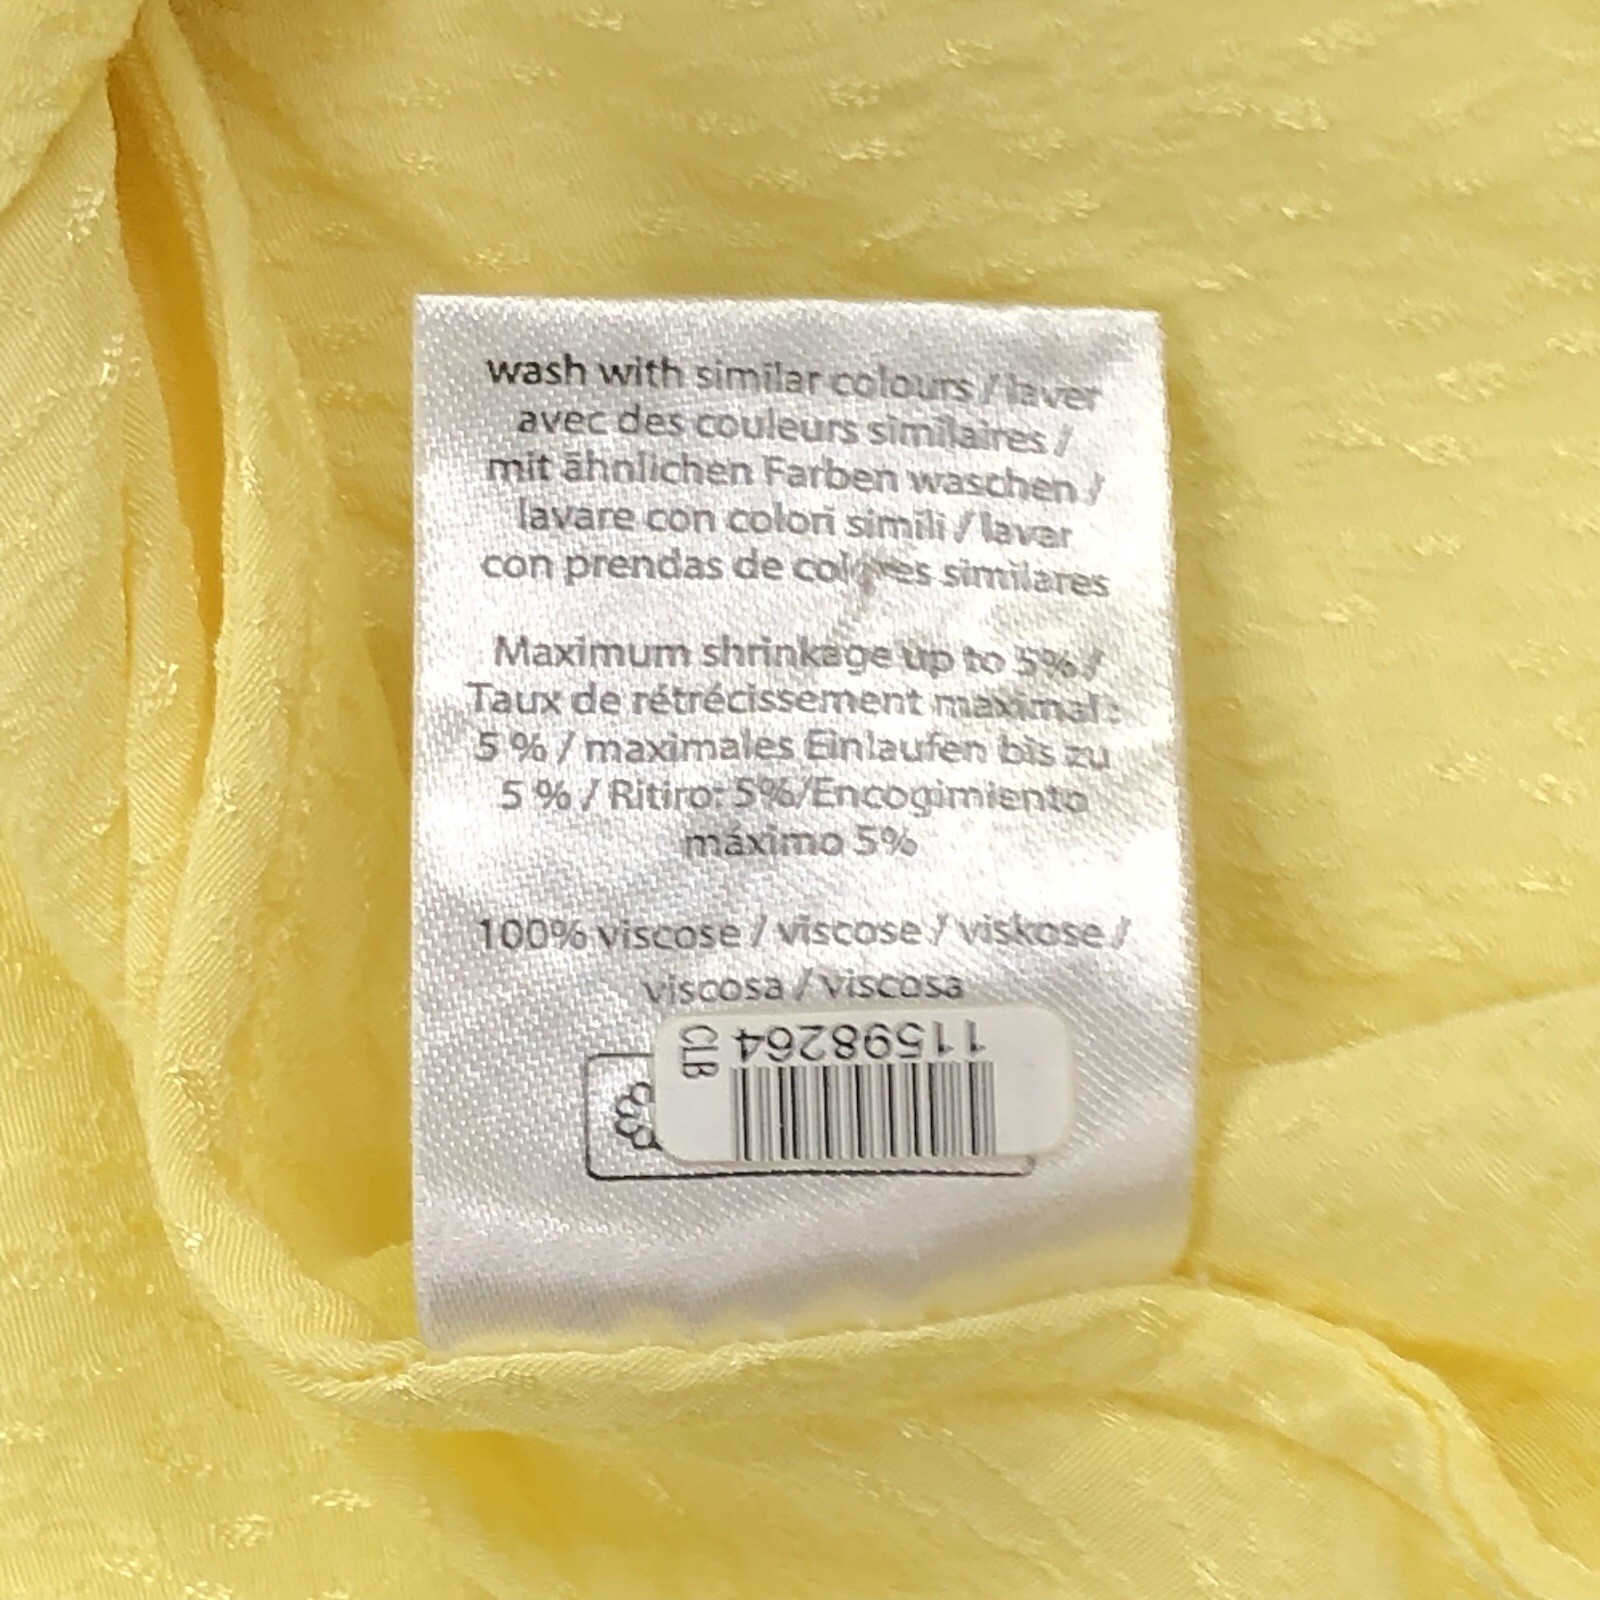 wash with similar colours / laver
avec des couleurs similaires /
mit ähnlichen Farben waschen /
lavare con colori simili / lavar
con prendas de colores similares
Maximum shrinkage up to 5% /
Taux de rétrécissement maximal :
5 % / maximales Einlaufen bis zu
5 % / Ritiro: 5%/Encogimiento
máximo 5%
100% viscose / viscose / viskose /
viscosa / viscosa
11598264
CLB